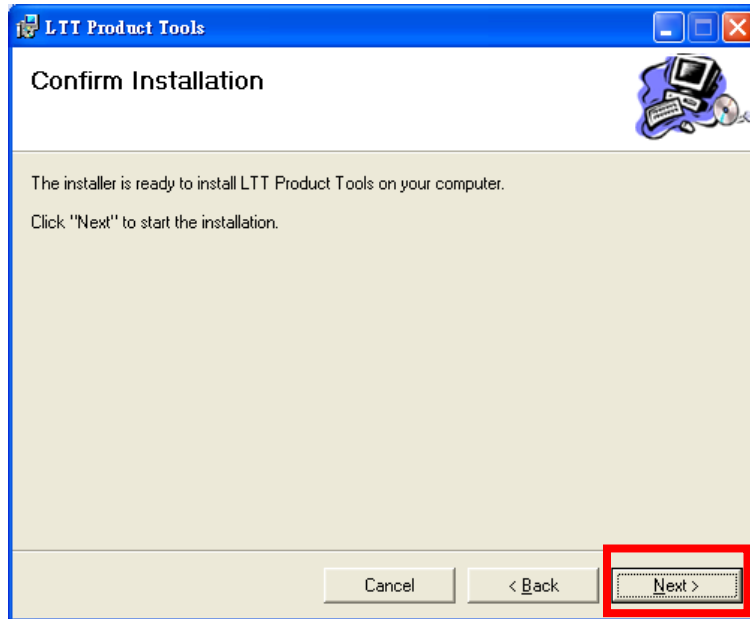 LTT Product Tools
Confirm Installation
The installer is ready to install LTT Product Tools on your computer.
Click "Next" to start the installation.
Cancel
< Back
Next >